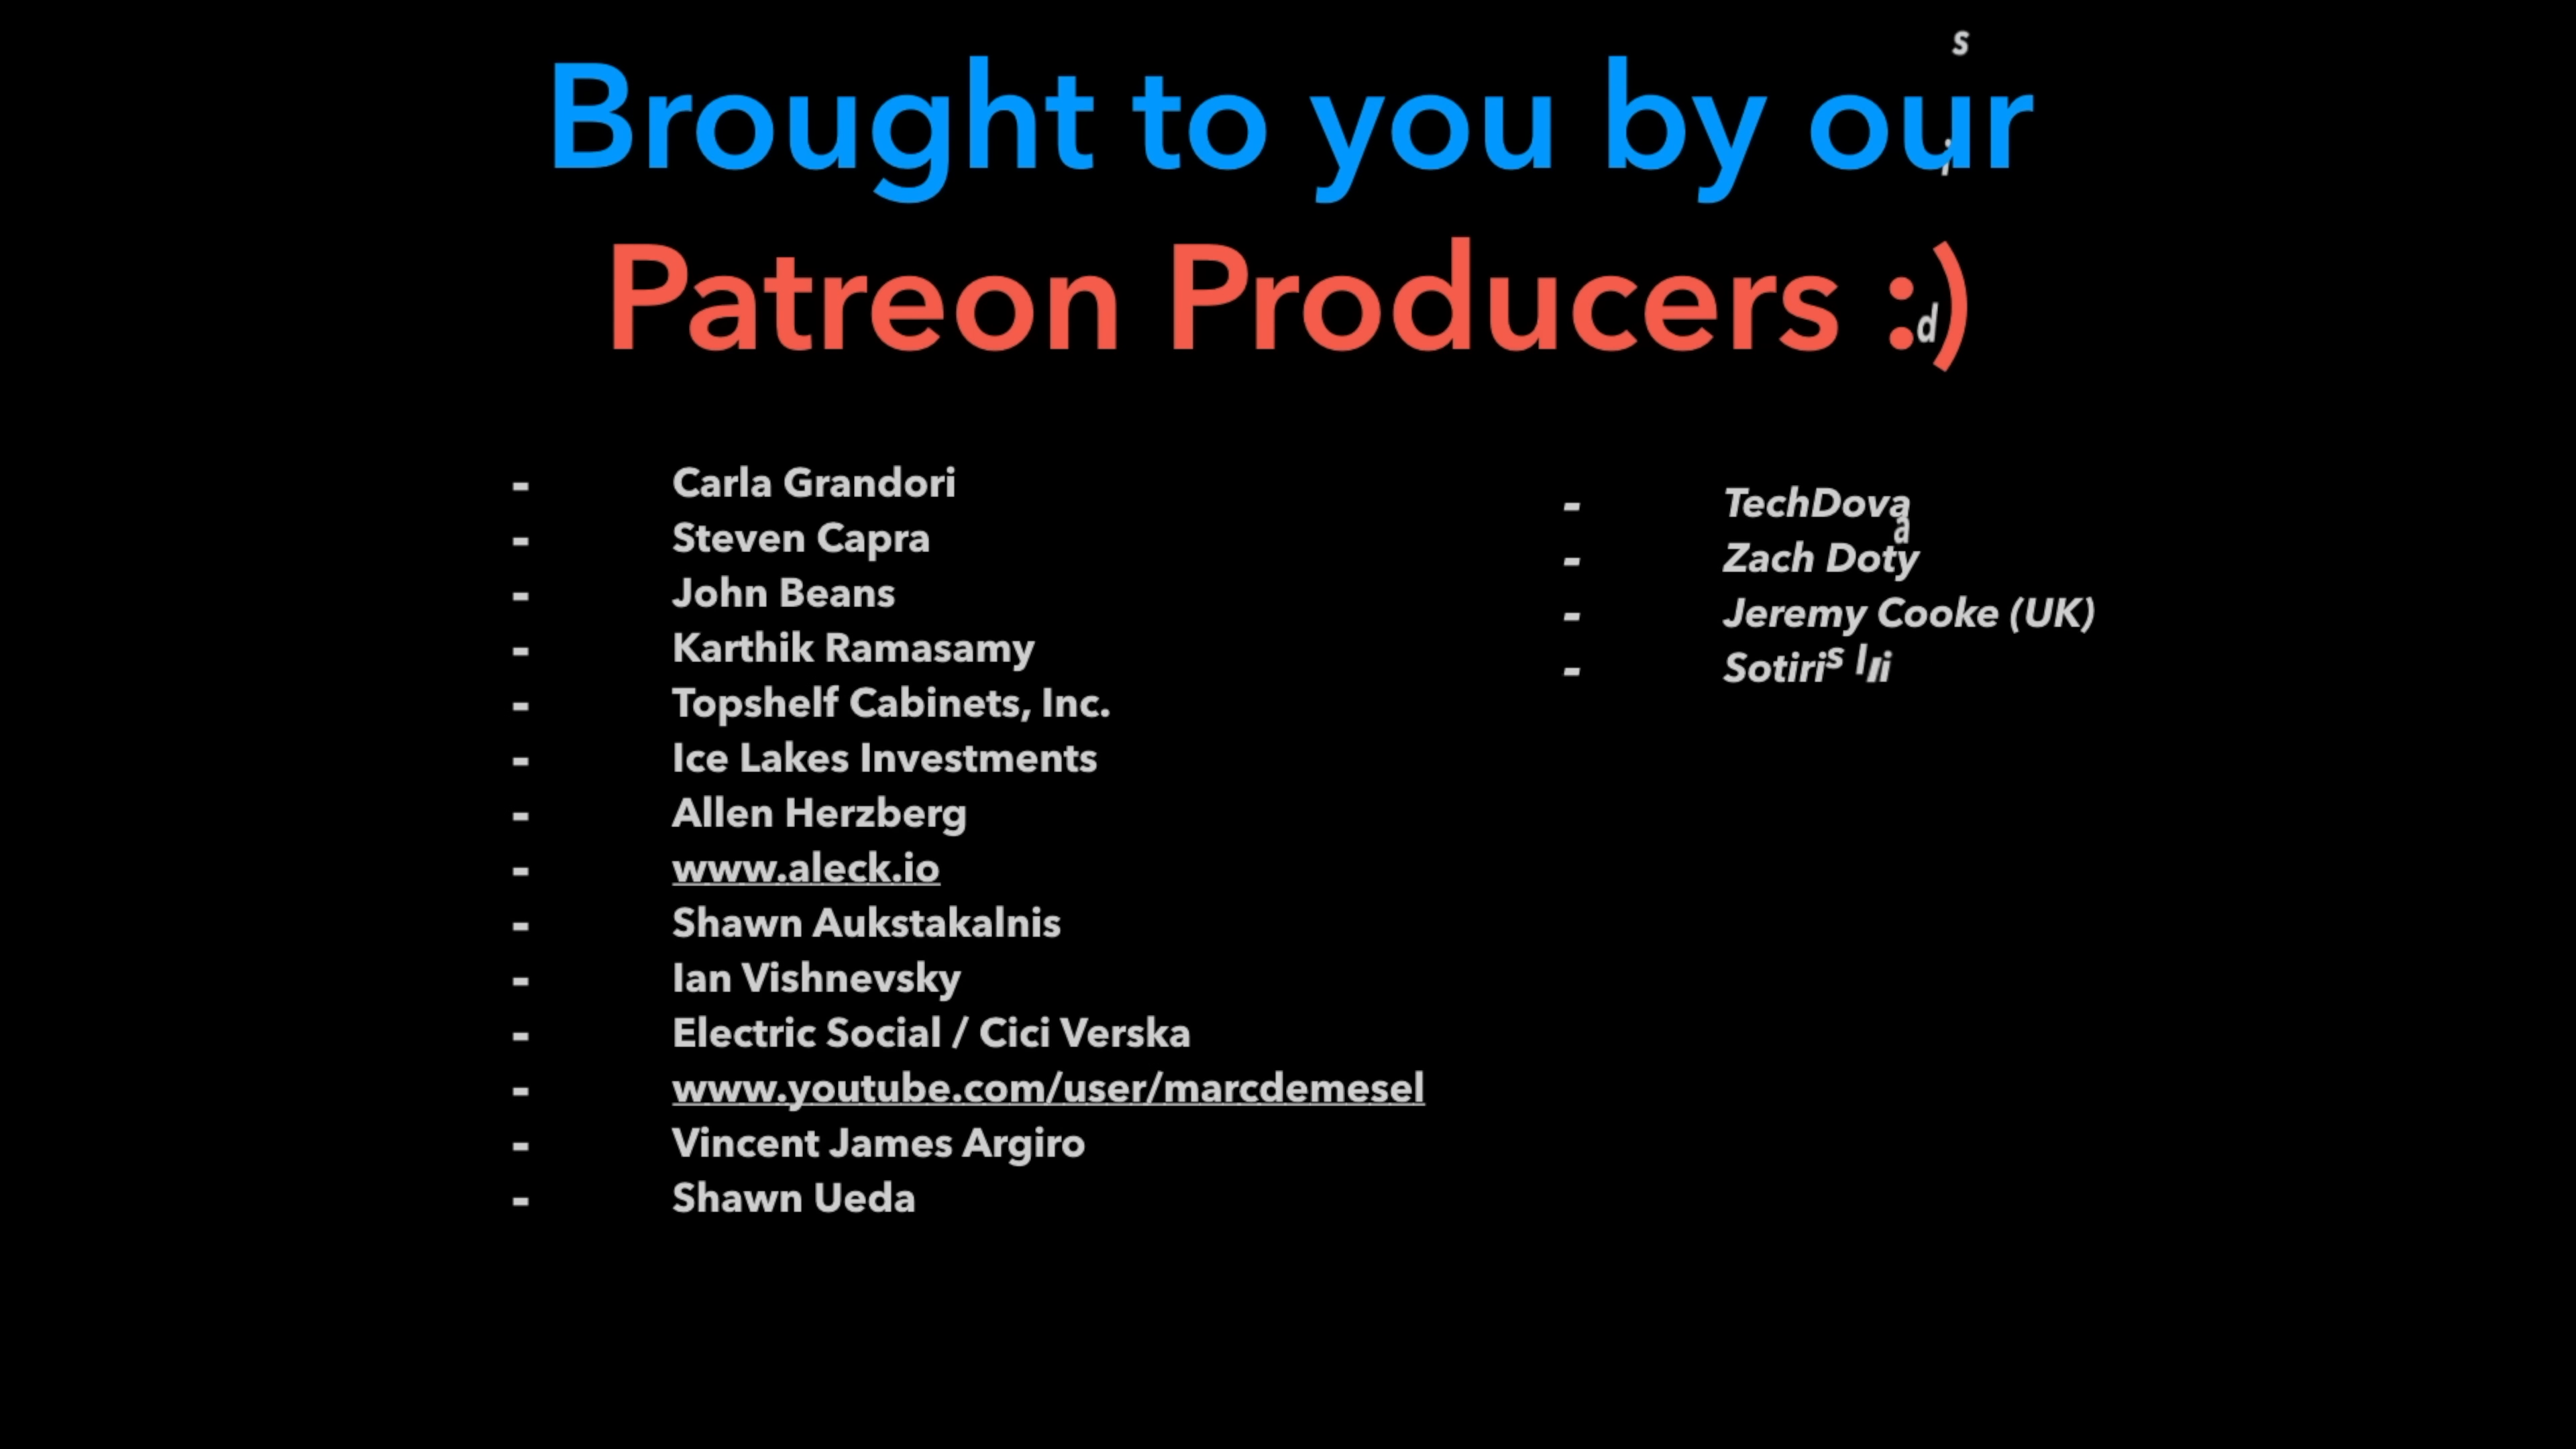 Brought to you by our
Patreon Producers :)
- Carla Grandori
- Steven Capra
- John Beans
- Karthik Ramasamy
- Topshelf Cabinets, Inc.
- Ice Lakes Investments
- Allen Herzberg
- www.aleck.io
- Shawn Aukstakalnis
- Ian Vishnevsky
- Electric Social / Cici Verska
- www.youtube.com/user/marcdemesel
- Vincent James Argiro
- Shawn Ueda
- TechDova
- Zach Doty
- Jeremy Cooke (UK)
- Sotiris